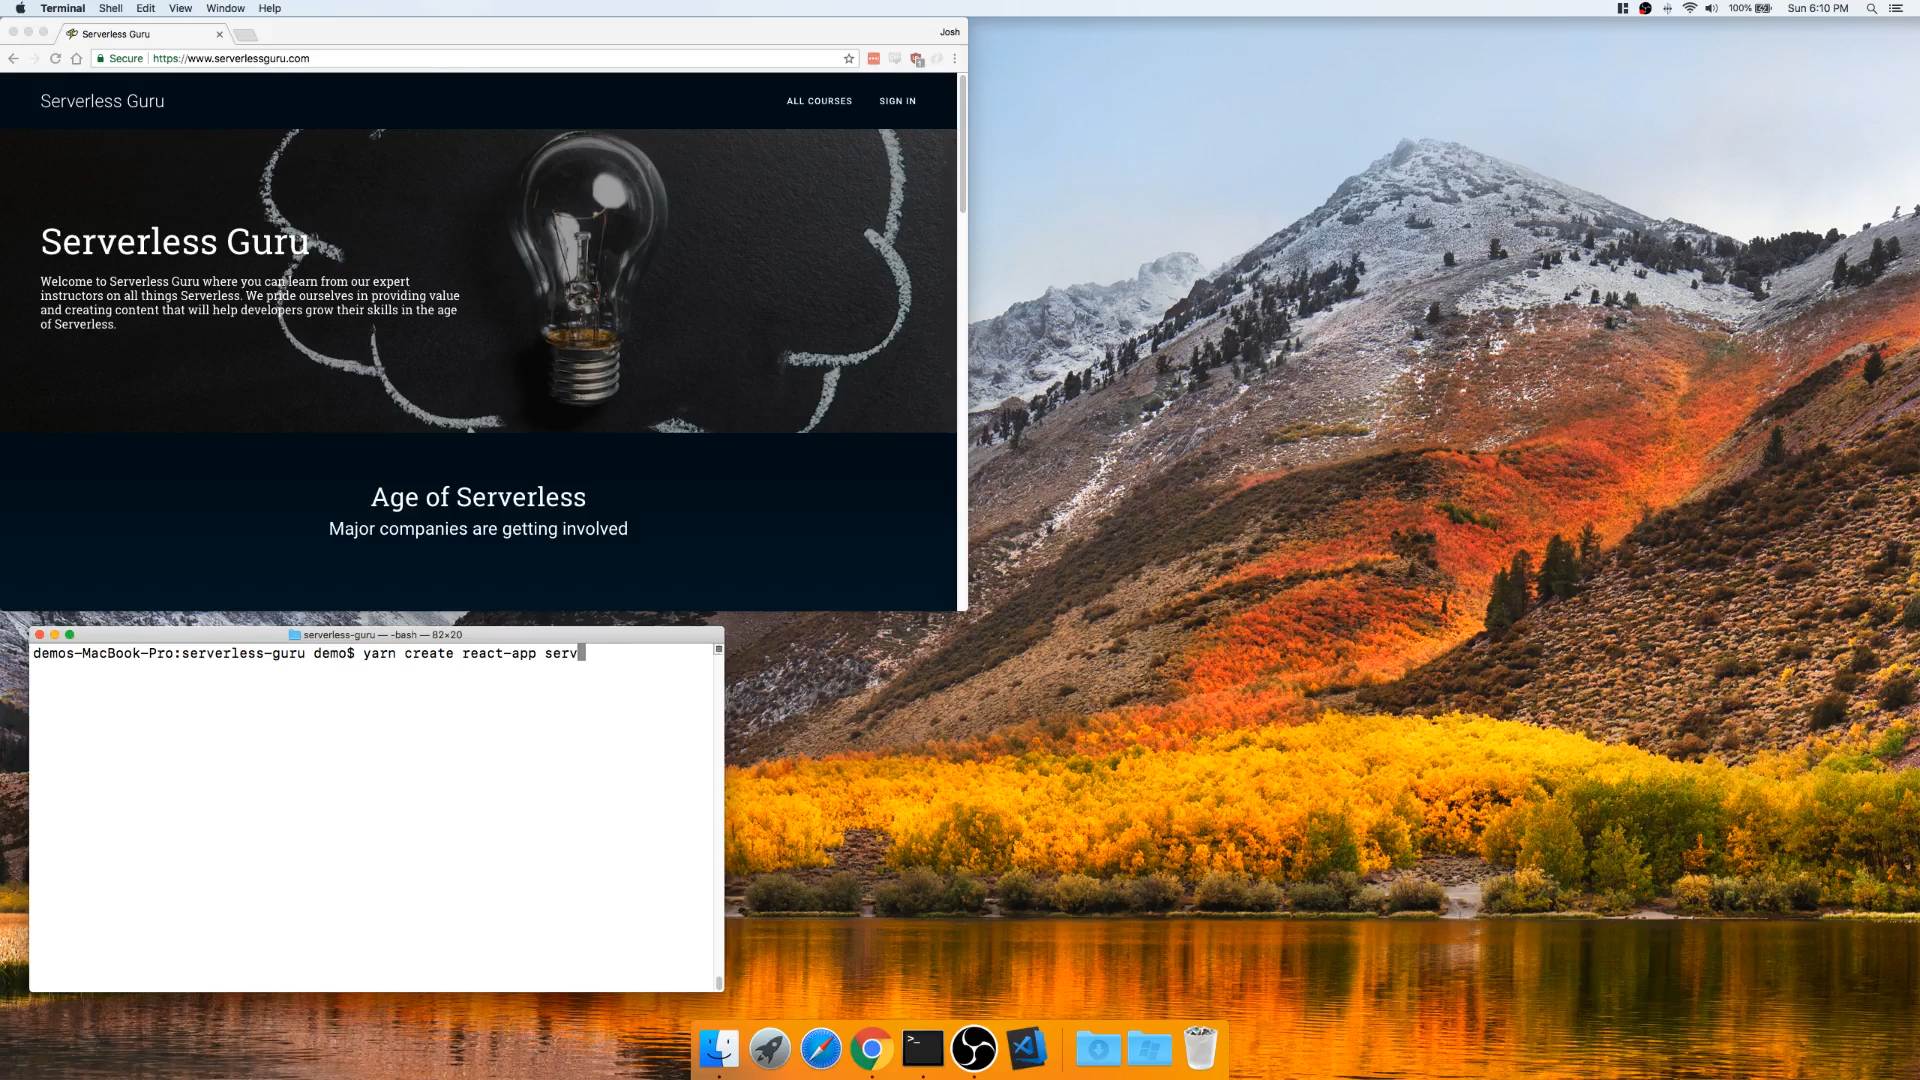 Terminal Shell Edit View Window Help
100% Sun 6:10 PM
Serverless Guru
Josh
Secure https://www.serverlessguru.com
Serverless Guru
ALL COURSES SIGN IN
Serverless Guru
Welcome to Serverless Guru where you can learn from our expert
instructors on all things Serverless. We pride ourselves in providing value
and creating content that will help developers grow their skills in the age
of Serverless.
Age of Serverless
Major companies are getting involved
serverless-guru — -bash — 82×20
demos-MacBook-Pro:serverless-guru demo$ yarn create react-app serv
>_